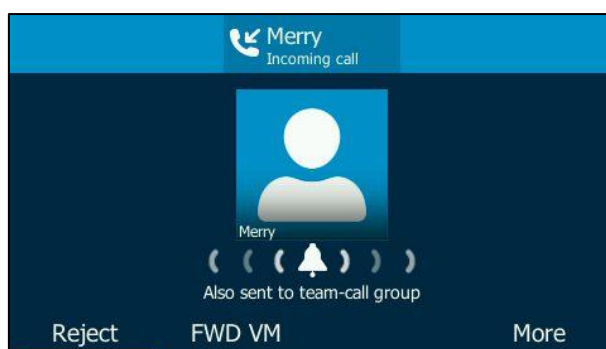 Merry
Incoming call
Merry
Also sent to team-call group
Reject FWD VM More